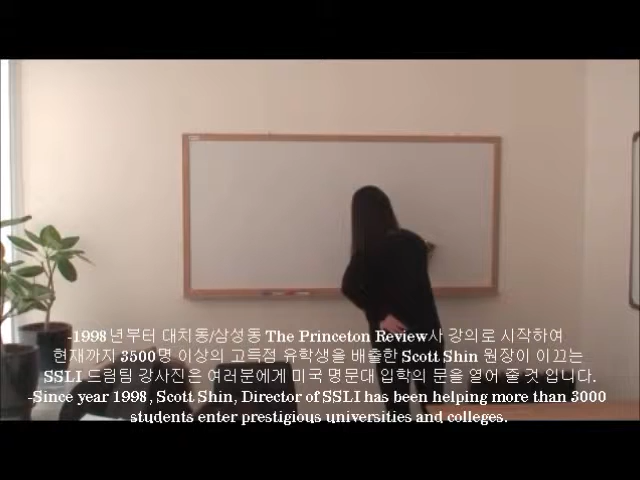 -1998년부터 대치동/삼성동 The Princeton Review사 강의로 시작하여
현재까지 3500명 이상의 고득점 유학생을 배출한 Scott Shin 원장이 이끄는
SSLI 드림팀 강사진은 여러분에게 미국 명문대 입학의 문을 열어 줄 것 입니다.
-Since year 1998, Scott Shin, Director of SSLI has been helping more than 3000
students enter prestigious universities and colleges.